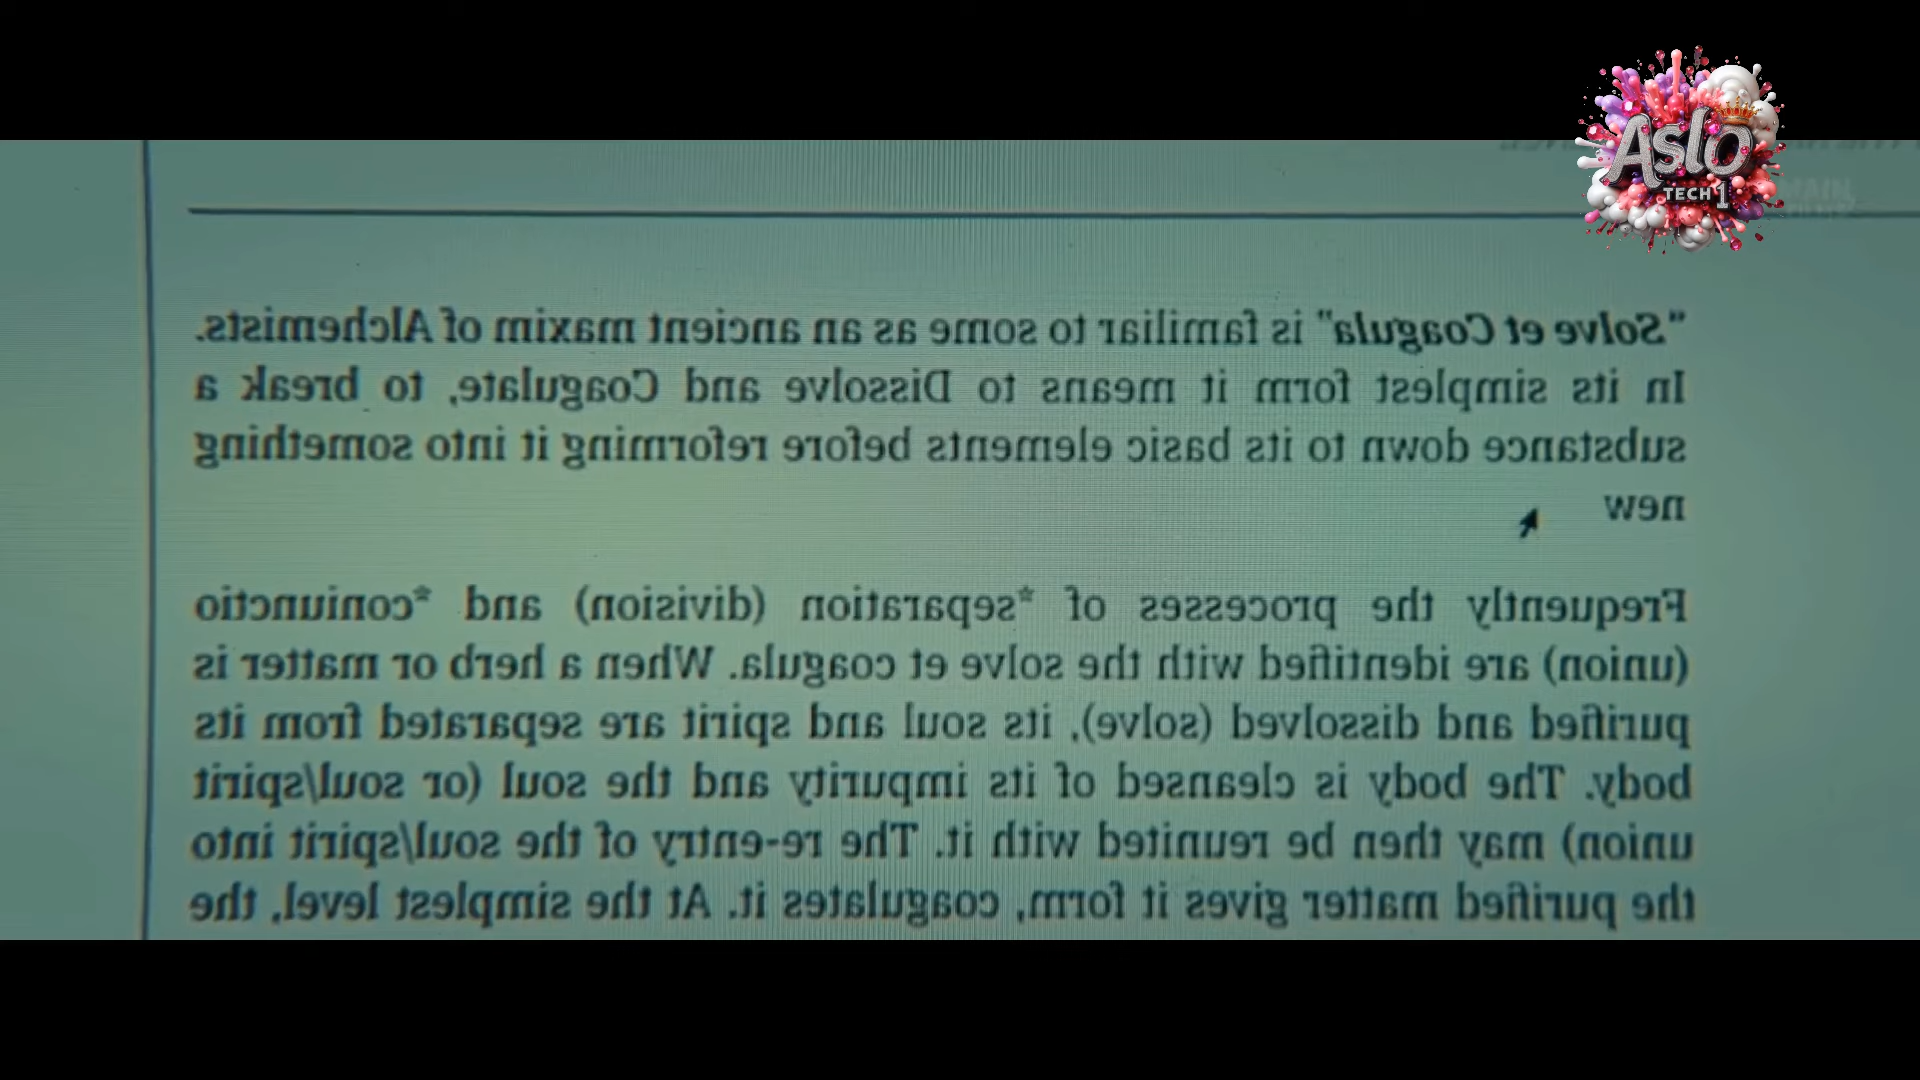 Aslo
TECH 1
"Solve et Coagula" is familiar to some as an ancient maxim of Alchemists.
In its simplest form it means to Dissolve and Coagulate, to break a
substance down to its basic elements before reforming it into something
new
Frequently the processes of *separation (division) and *coniunctio
(union) are identified with the solve et coagula. When a herb or matter is
purified and dissolved (solve), its soul and spirit are separated from its
body. The body is cleansed of its impurity and the soul (or soul/spirit
union) may then be reunited with it. The re-entry of the soul/spirit into
the purified matter gives it form, coagulates it. At the simplest level, the